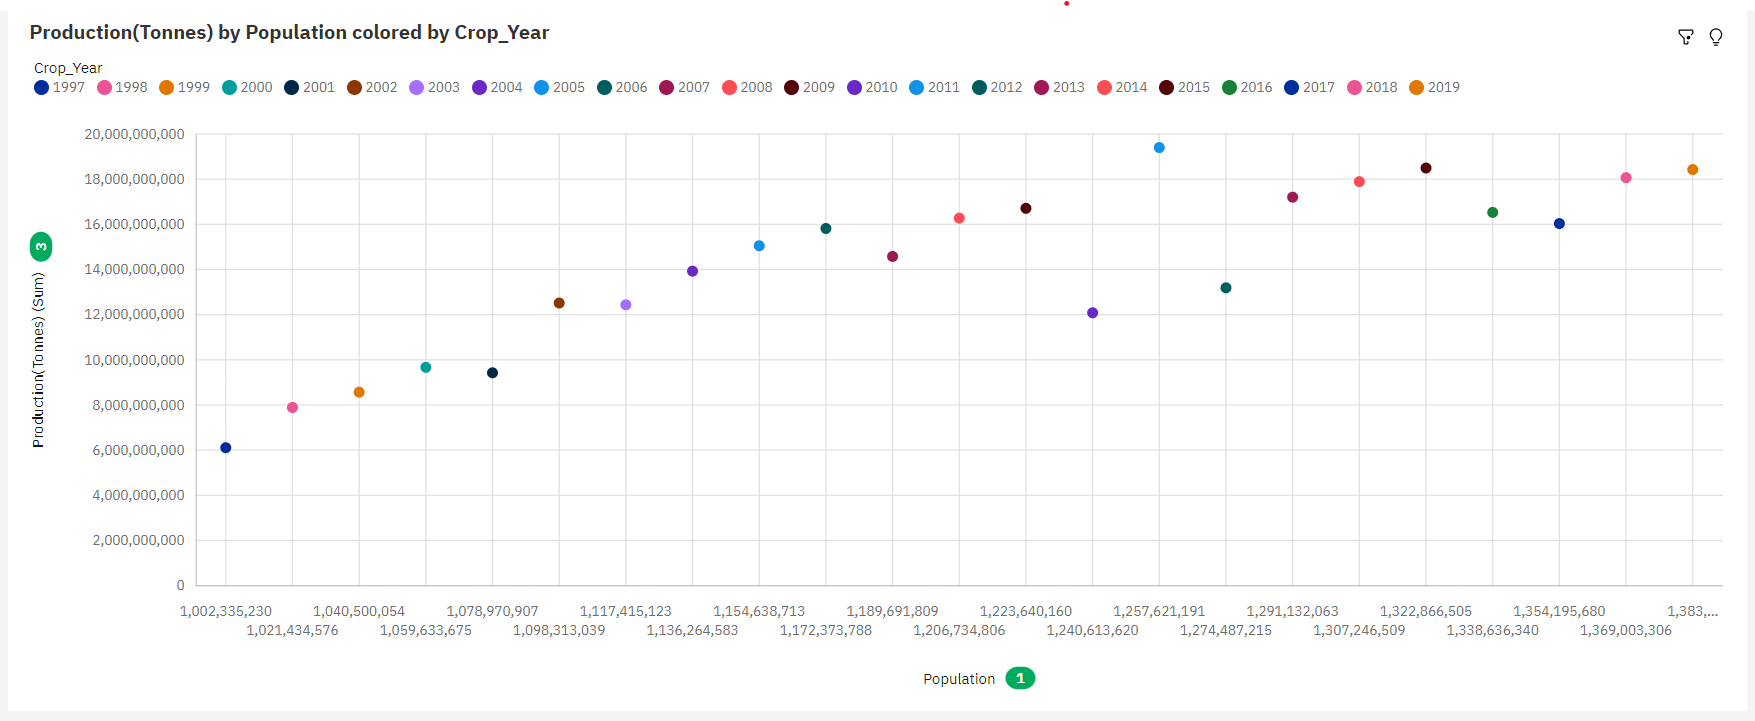 Production(Tonnes) by Population colored by Crop_Year
Crop_Year
1997 1998 1999 2000 2001 2002 2003 2004 2005 2006 2007 2008 2009 2010 2011 2012 2013 2014 2015 2016 2017 2018 2019
20,000,000,000
18,000,000,000
16,000,000,000
14,000,000,000
12,000,000,000
10,000,000,000
8,000,000,000
6,000,000,000
4,000,000,000
2,000,000,000
0
Production(Tonnes) (Sum) 3
1,002,335,230 1,040,500,054 1,078,970,907 1,117,415,123 1,154,638,713 1,189,691,809 1,223,640,160 1,257,621,191 1,291,132,063 1,322,866,505 1,354,195,680 1,383,...
1,021,434,576 1,059,633,675 1,098,313,039 1,136,264,583 1,172,373,788 1,206,734,806 1,240,613,620 1,274,487,215 1,307,246,509 1,338,636,340 1,369,003,306
Population 1